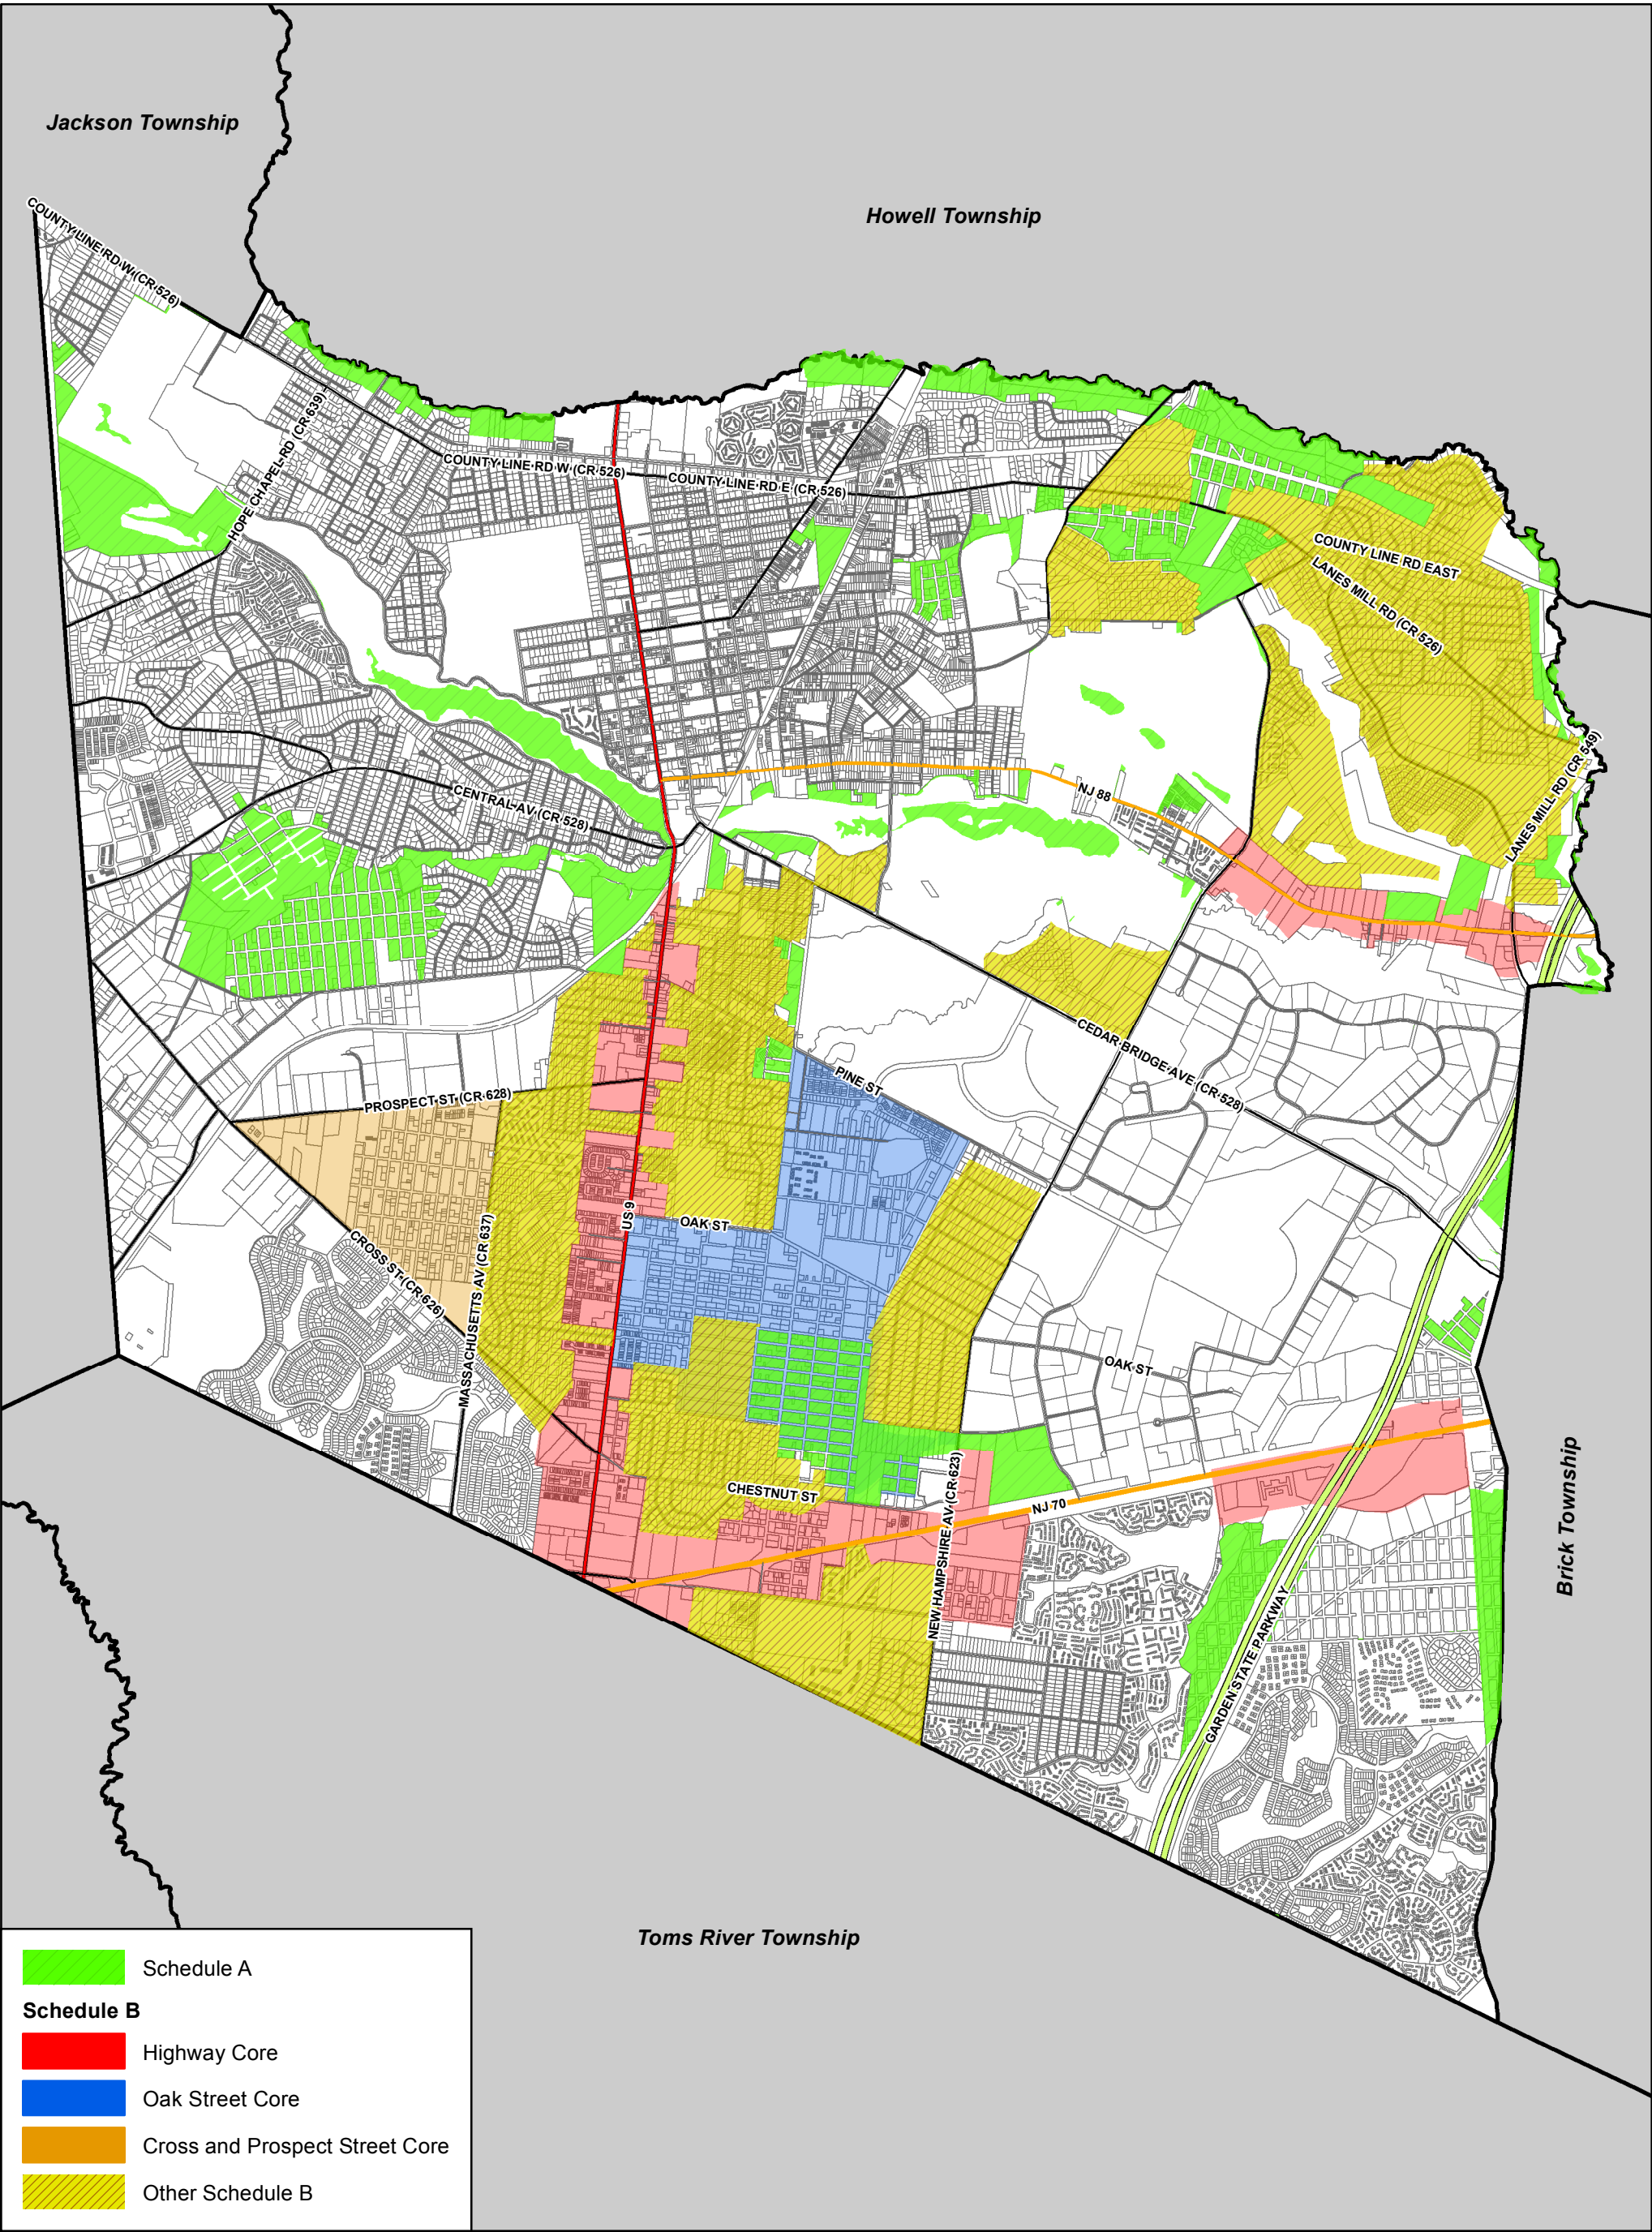 Jackson Township
Howell Township
COUNTY LINE RD W (CR 526)
HOPE CHAPEL RD (CR 639)
COUNTY LINE RD W (CR 526)
COUNTY LINE RD E (CR 526)
COUNTY LINE RD EAST
LANES MILL RD (CR 526)
LANES MILL RD (CR 549)
CENTRAL AV (CR 528)
NJ 88
CEDAR BRIDGE AVE (CR 528)
PINE ST
PROSPECT ST (CR 628)
US 9
OAK ST
CROSS ST (CR 626)
MASSACHUSETTS AV (CR 637)
OAK ST
CHESTNUT ST
NEW HAMPSHIRE AV (CR 623)
NJ 70
GARDEN STATE PARKWAY
Brick Township
Toms River Township
Schedule A
Schedule B
Highway Core
Oak Street Core
Cross and Prospect Street Core
Other Schedule B